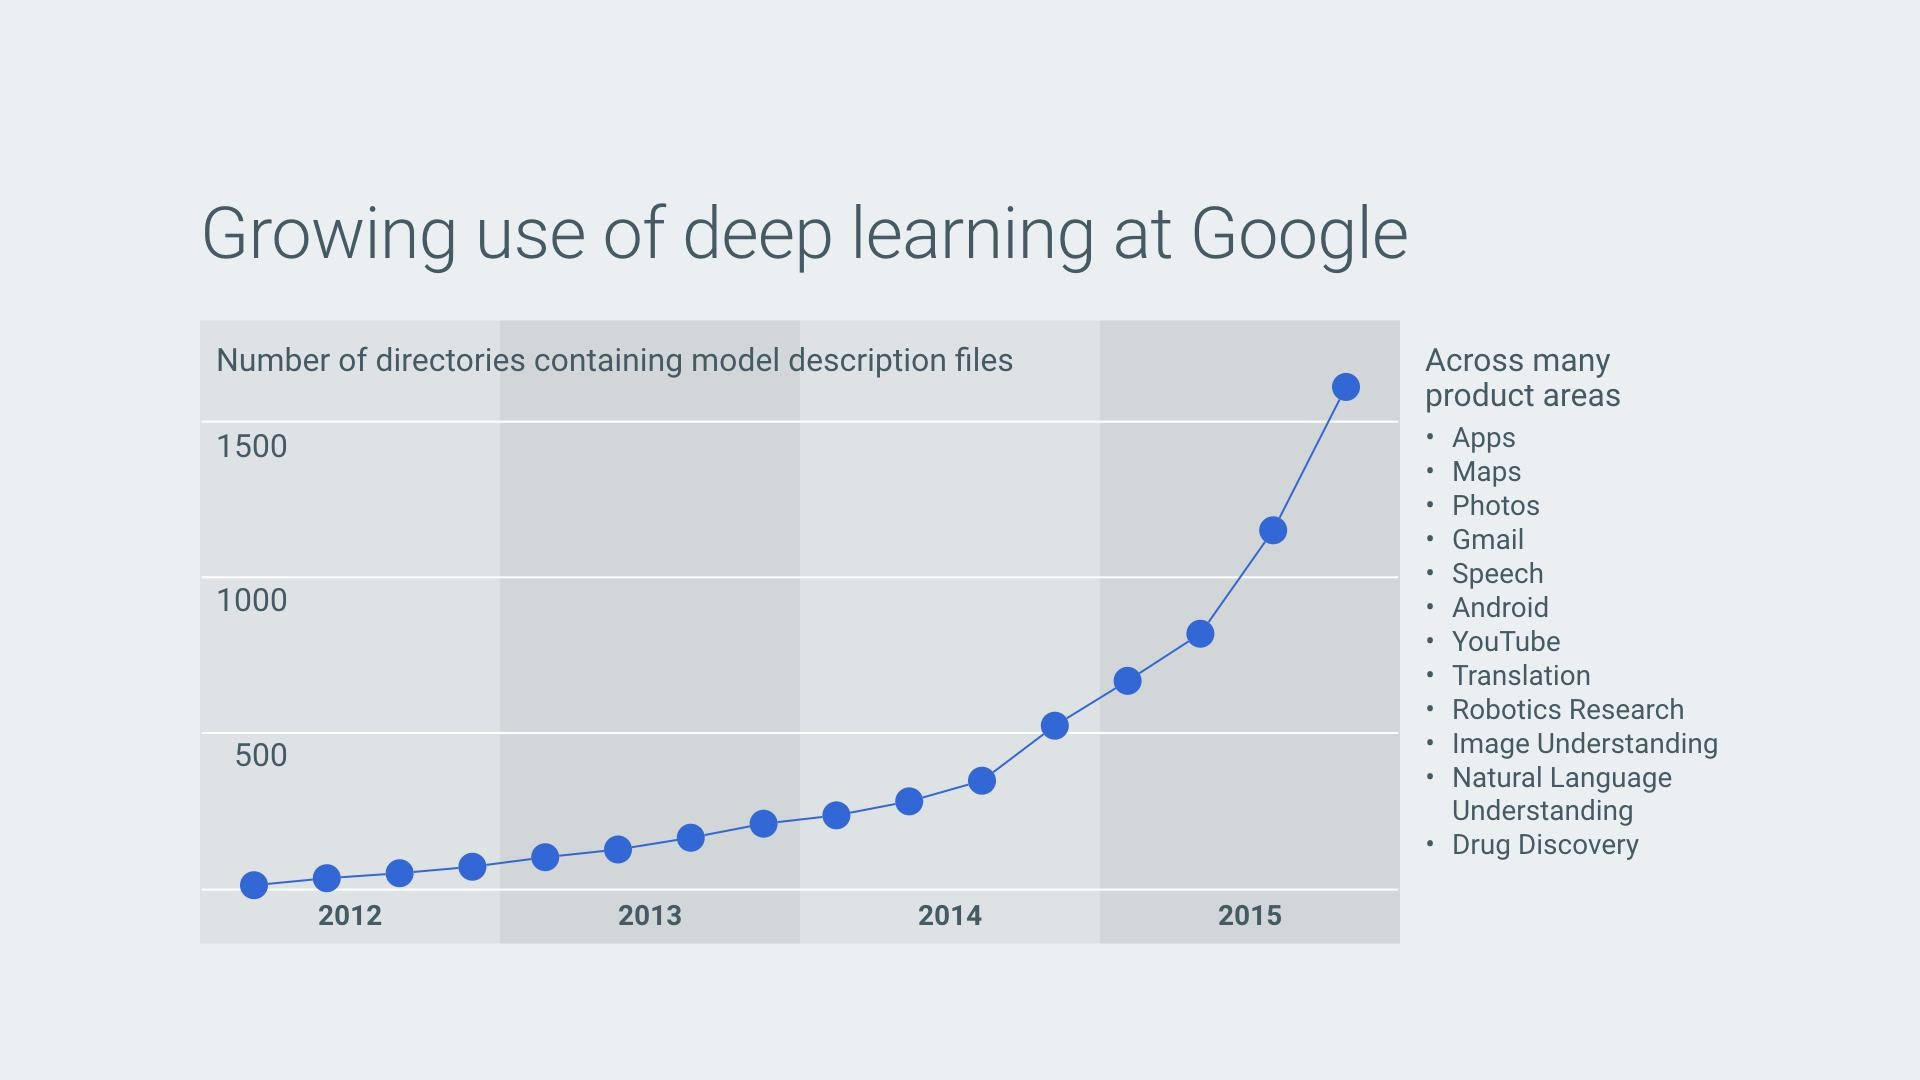 Growing use of deep learning at Google
Number of directories containing model description files
1500
1000
500
2012 2013 2014 2015
Across many
product areas
• Apps
• Maps
• Photos
• Gmail
• Speech
• Android
• YouTube
• Translation
• Robotics Research
• Image Understanding
• Natural Language
Understanding
• Drug Discovery